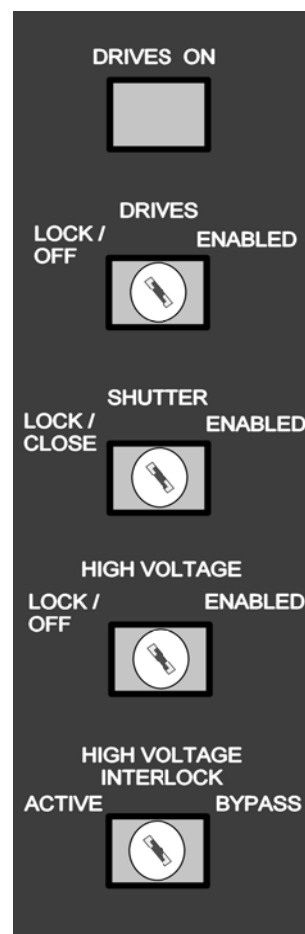 DRIVES ON
DRIVES
LOCK / OFF ENABLED
SHUTTER
LOCK / CLOSE ENABLED
HIGH VOLTAGE
LOCK / OFF ENABLED
HIGH VOLTAGE
INTERLOCK
ACTIVE BYPASS